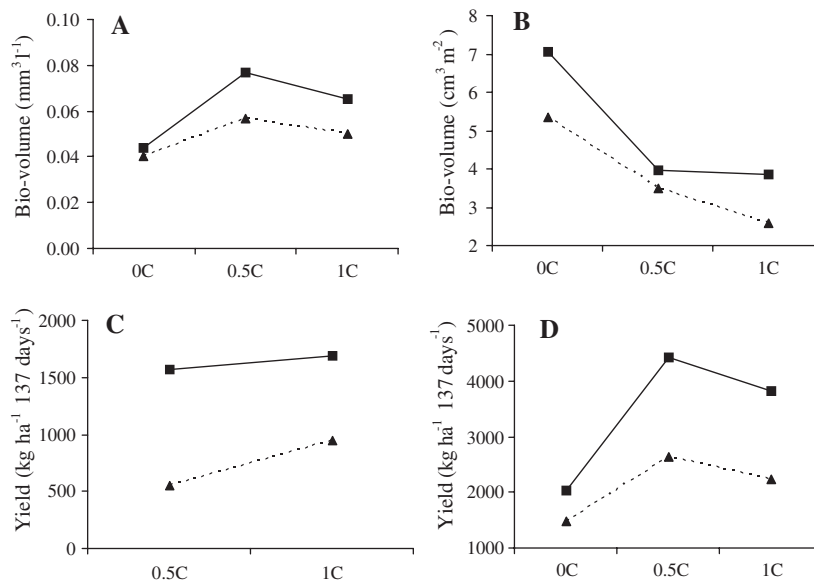 A
Bio-volume (mm³ l⁻¹)
0.10
0.08
0.06
0.04
0.02
0.00
0C 0.5C 1C
B
Bio-volume (cm³ m⁻²)
8
7
6
5
4
3
2
0C 0.5C 1C
C
Yield (kg ha⁻¹ 137 days⁻¹)
2000
1500
1000
500
0
0.5C 1C
D
Yield (kg ha⁻¹ 137 days⁻¹)
5000
4000
3000
2000
1000
0C 0.5C 1C